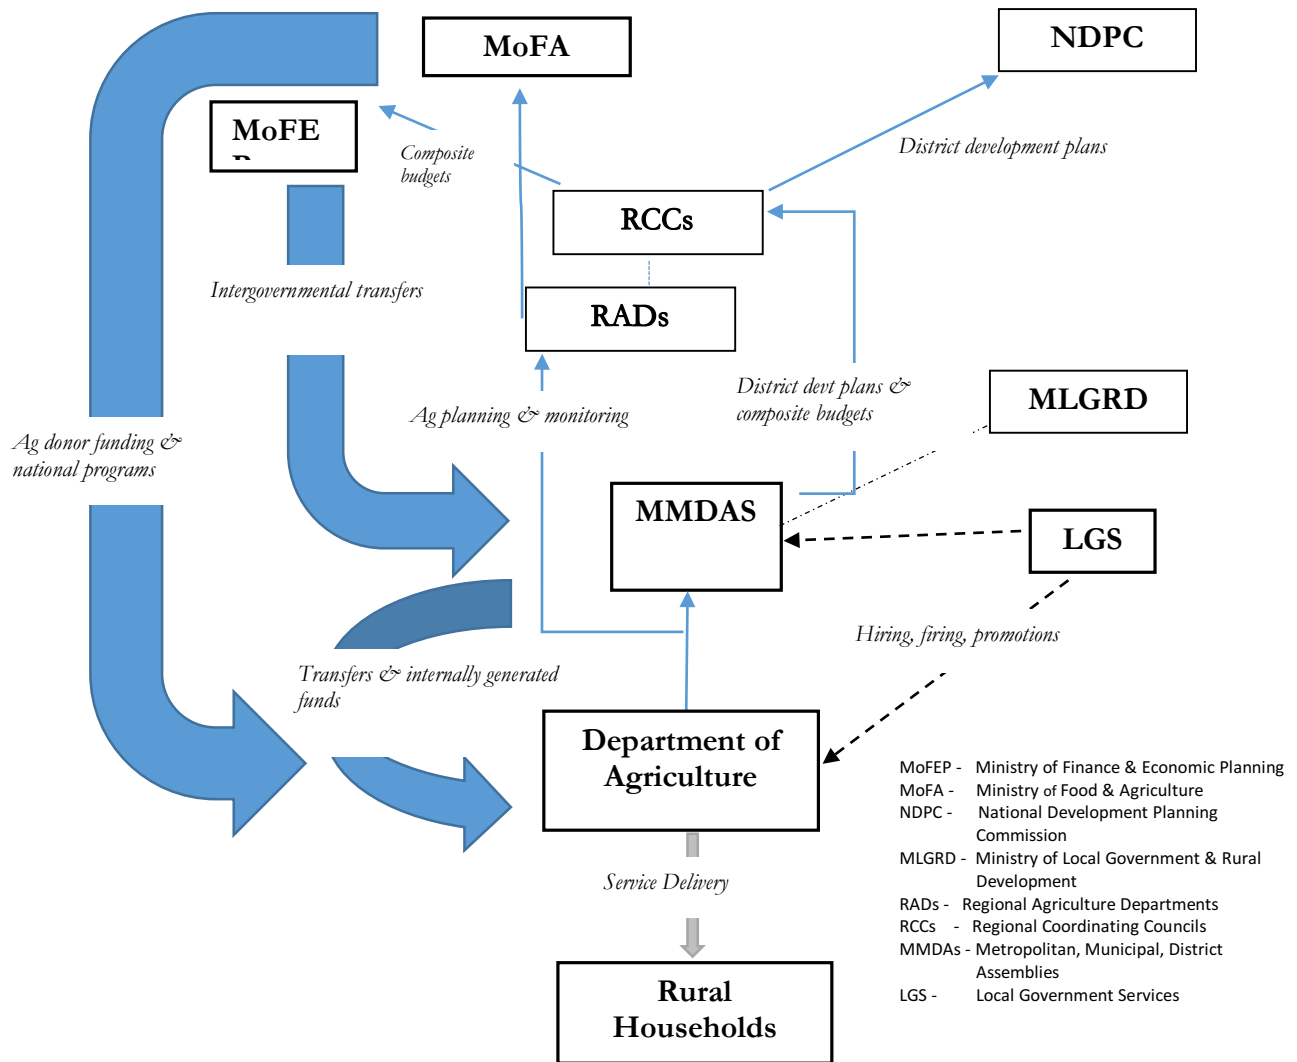 MoFA
NDPC
MoFE
Composite
budgets
District development plans
RCCs
Intergovernmental transfers
RADs
District devt plans &
composite budgets
MLGRD
Ag planning & monitoring
Ag donor funding &
national programs
MMDAS
LGS
Hiring, firing, promotions
Transfers & internally generated
funds
Department of
Agriculture
MoFEP - Ministry of Finance & Economic Planning
MoFA - Ministry of Food & Agriculture
NDPC - National Development Planning
Commission
MLGRD - Ministry of Local Government & Rural
Development
RADs - Regional Agriculture Departments
RCCs - Regional Coordinating Councils
MMDAs - Metropolitan, Municipal, District
Assemblies
LGS - Local Government Services
Service Delivery
Rural
Households